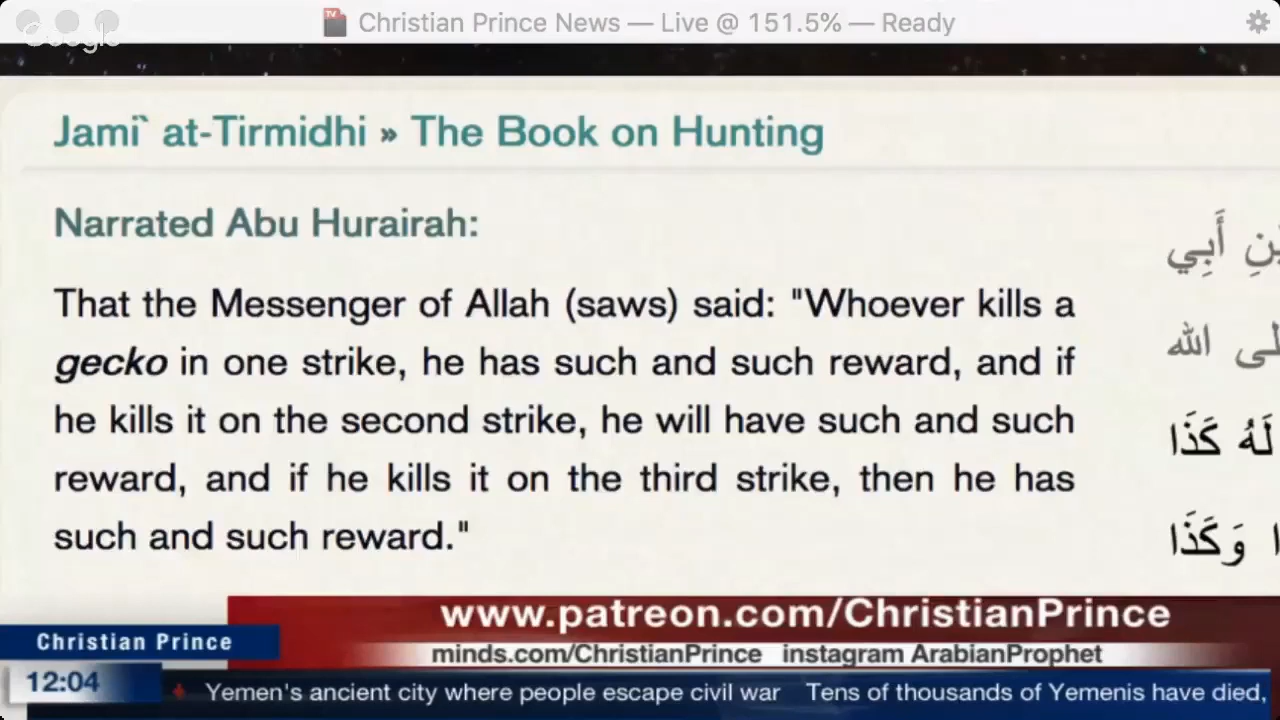 Christian Prince News — Live @ 151.5% — Ready
Google
Jami` at-Tirmidhi » The Book on Hunting
Narrated Abu Hurairah:
That the Messenger of Allah (saws) said: "Whoever kills a
gecko in one strike, he has such and such reward, and if
he kills it on the second strike, he will have such and such
reward, and if he kills it on the third strike, then he has
such and such reward."
بْنِ أَبِي
لى الله
لَهُ كَذَا
وَكَذَا
www.patreon.com/ChristianPrince
minds.com/ChristianPrince instagram ArabianProphet
Christian Prince
12:04
Yemen's ancient city where people escape civil war Tens of thousands of Yemenis have died,